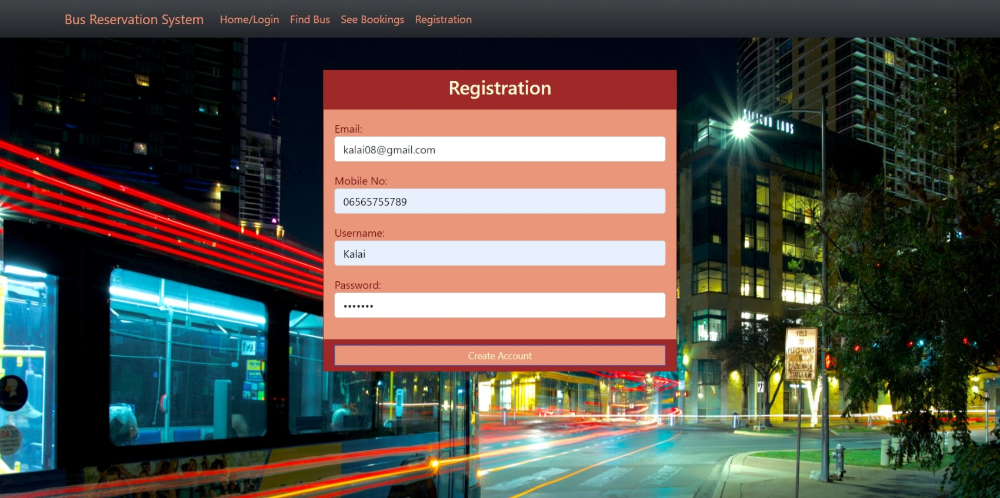 Bus Reservation System Home/Login Find Bus See Bookings Registration
Registration
Email:
kalai08@gmail.com
Mobile No:
06565755789
Username:
Kalai
Password:
•••••••
Create Account
SILICON LABS
YIELD
TO
PEDESTRIANS
IN
CROSSWALK
STATE LAW